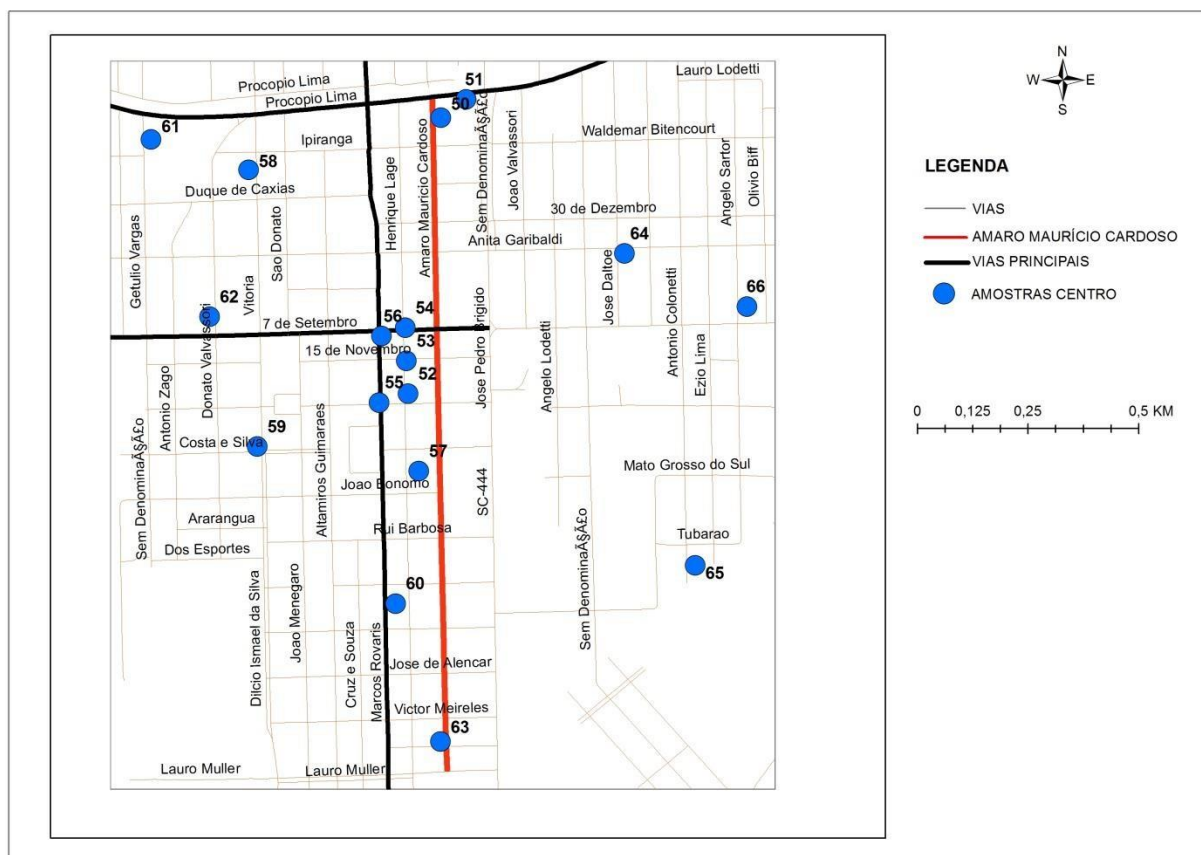 Procopio Lima
Procopio Lima
Lauro Lodetti
51
50
61
Ipiranga
58
Duque de Caxias
Waldemar Bitencourt
Henrique Lage
Amaro Mauricio Cardoso
Sem DenominaÃ§Ã£o
Joao Valvassori
Angelo Sartor
Olivio Biff
30 de Dezembro
Anita Garibaldi
64
Getulio Vargas
Sao Donato
Vitoria
62
Donato Valvassori
7 de Setembro
56
54
15 de Novembro
53
Jose Daltoe
66
Jose Pedro Brigido
Angelo Lodetti
Antonio Colonetti
Ezio Lima
55
52
Antonio Zago
Sem DenominaÃ§Ã£o
Costa e Silva
59
Altamiros Guimaraes
57
Joao Bonomo
SC-444
Mato Grosso do Sul
Ararangua
Dos Esportes
Rui Barbosa
Tubarao
65
Sem DenominaÃ§Ã£o
60
Dilcio Ismael da Silva
Joao Menegaro
Cruz e Souza
Marcos Rovaris
Jose de Alencar
Victor Meireles
63
Lauro Muller
Lauro Muller
N
W E
S
LEGENDA
VIAS
AMARO MAURÍCIO CARDOSO
VIAS PRINCIPAIS
AMOSTRAS CENTRO
0 0,125 0,25 0,5 KM